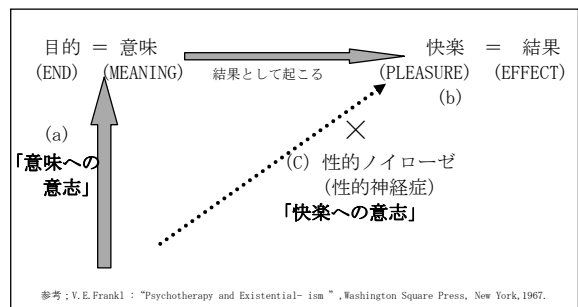 目的 ＝ 意味
快楽 ＝ 結果
(END) (MEANING)
結果として起こる
(PLEASURE) (EFFECT)
(a)
(b)
「意味への
意志」
×
(C) 性的ノイローゼ
(性的神経症)
「快楽への意志」
参考；V.E.Frankl : “Psychotherapy and Existential- ism ”,Washington Square Press, New York,1967.